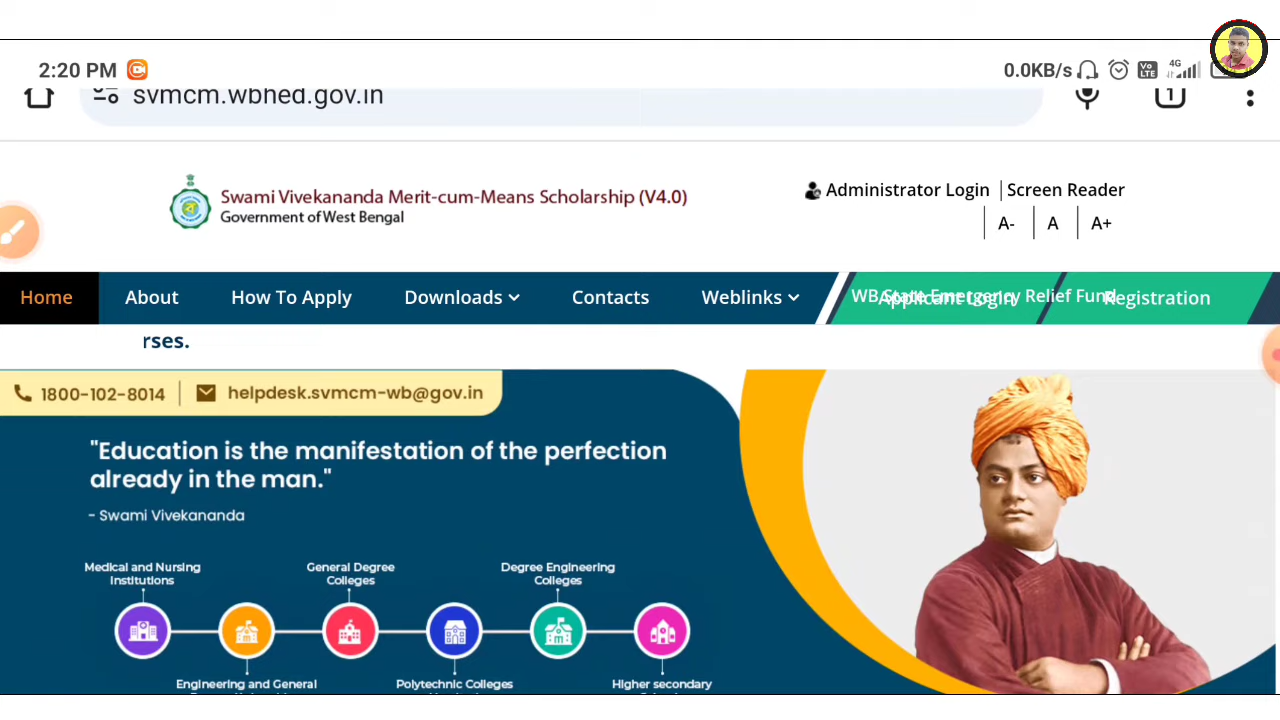 2:20 PM
0.0KB/s
Vo LTE
4G
svmcm.wbhed.gov.in
1
Swami Vivekananda Merit-cum-Means Scholarship (V4.0)
Government of West Bengal
Administrator Login
Screen Reader
A-
A
A+
Home
About
How To Apply
Downloads
Contacts
Weblinks
Applicant Login
WB State Emergency Relief Fund
Registration
rses.
1800-102-8014
helpdesk.svmcm-wb@gov.in
"Education is the manifestation of the perfection
already in the man."
- Swami Vivekananda
Medical and Nursing
Institutions
General Degree
Colleges
Degree Engineering
Colleges
Engineering and General
Polytechnic Colleges
Higher secondary